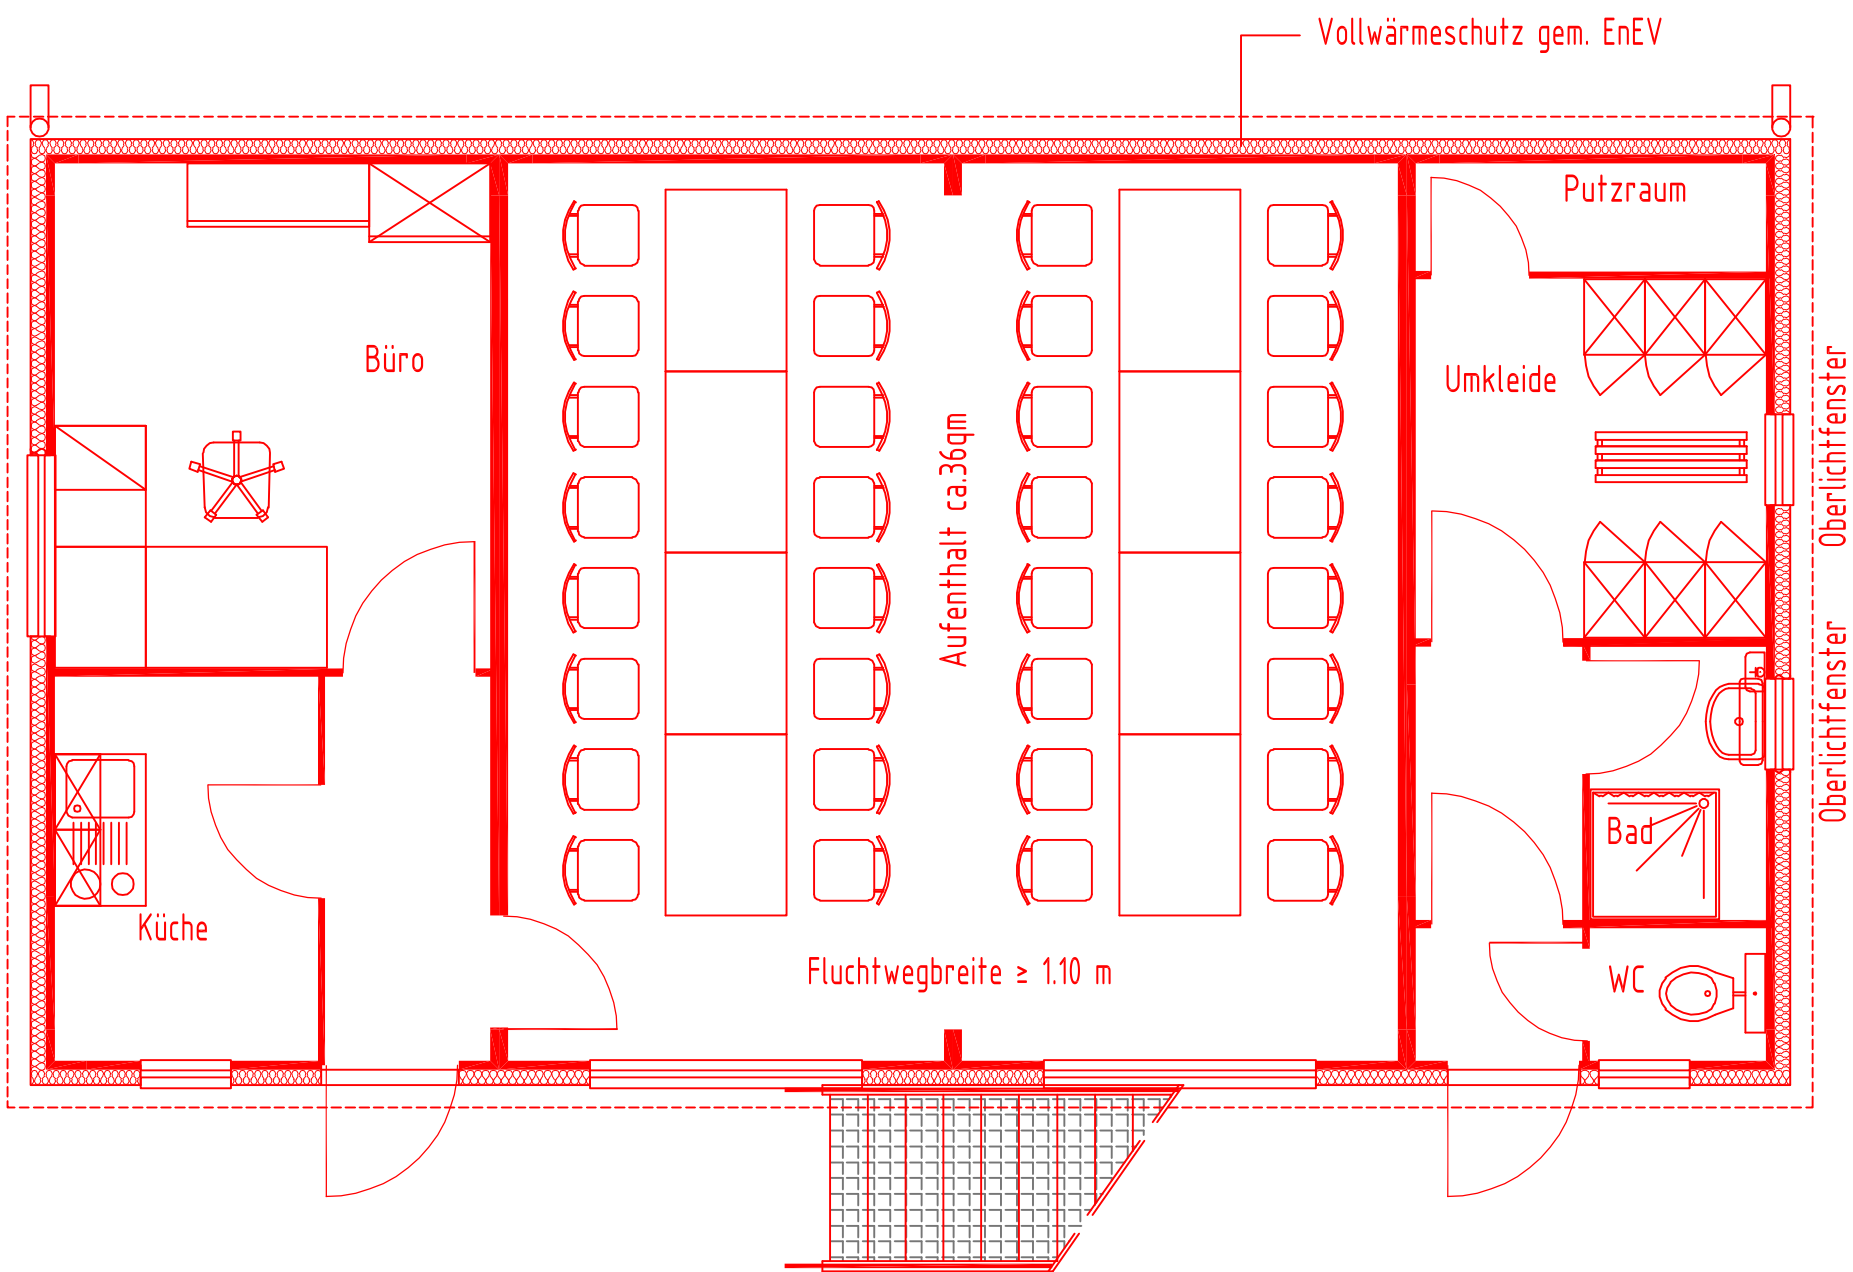 Vollwärmeschutz gem. EnEV
Putzraum
Büro
Umkleide
Oberlichtfenster
Aufenthalt ca.36qm
Oberlichtfenster
Bad
Küche
Fluchtwegbreite ≥ 1.10 m
WC